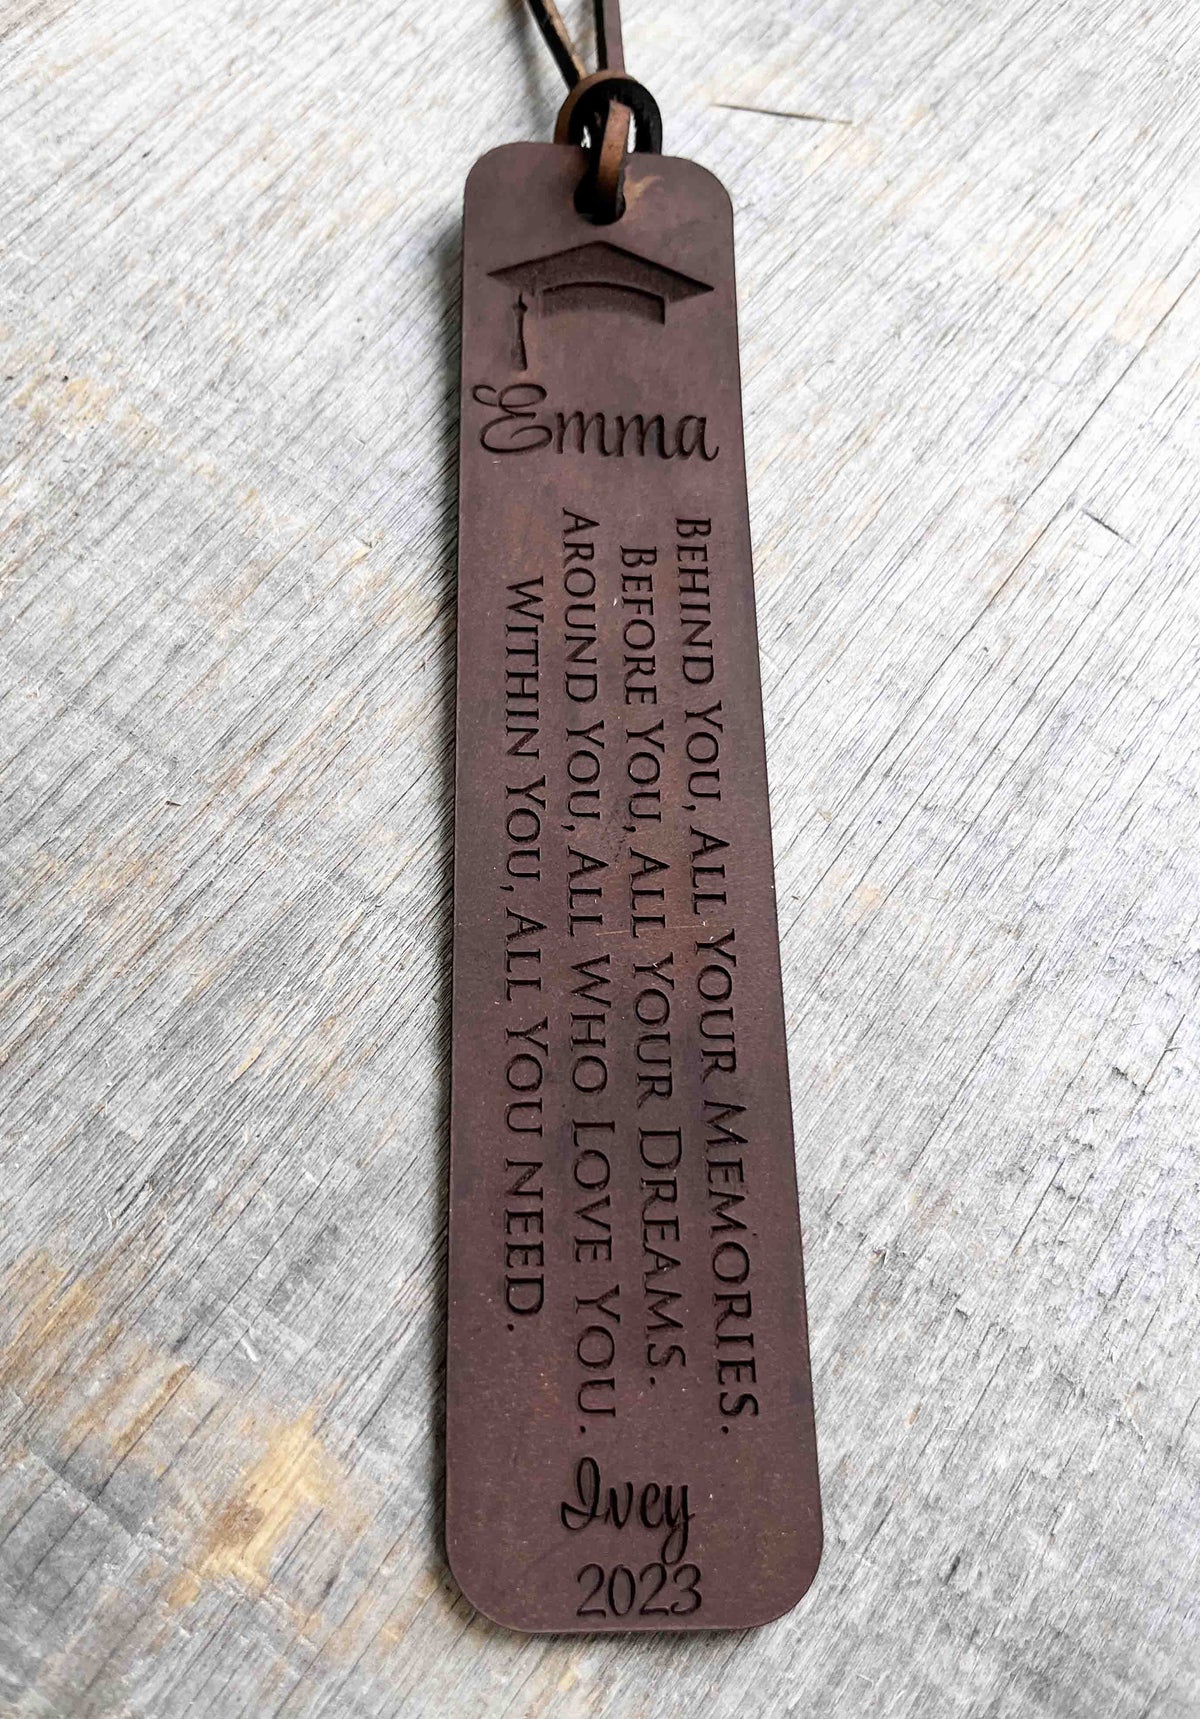 Emma
Behind You, All Your Memories.
Before You, All Your Dreams.
Around You, All Who Love You.
Within You, All You Need.
Ivey
2023